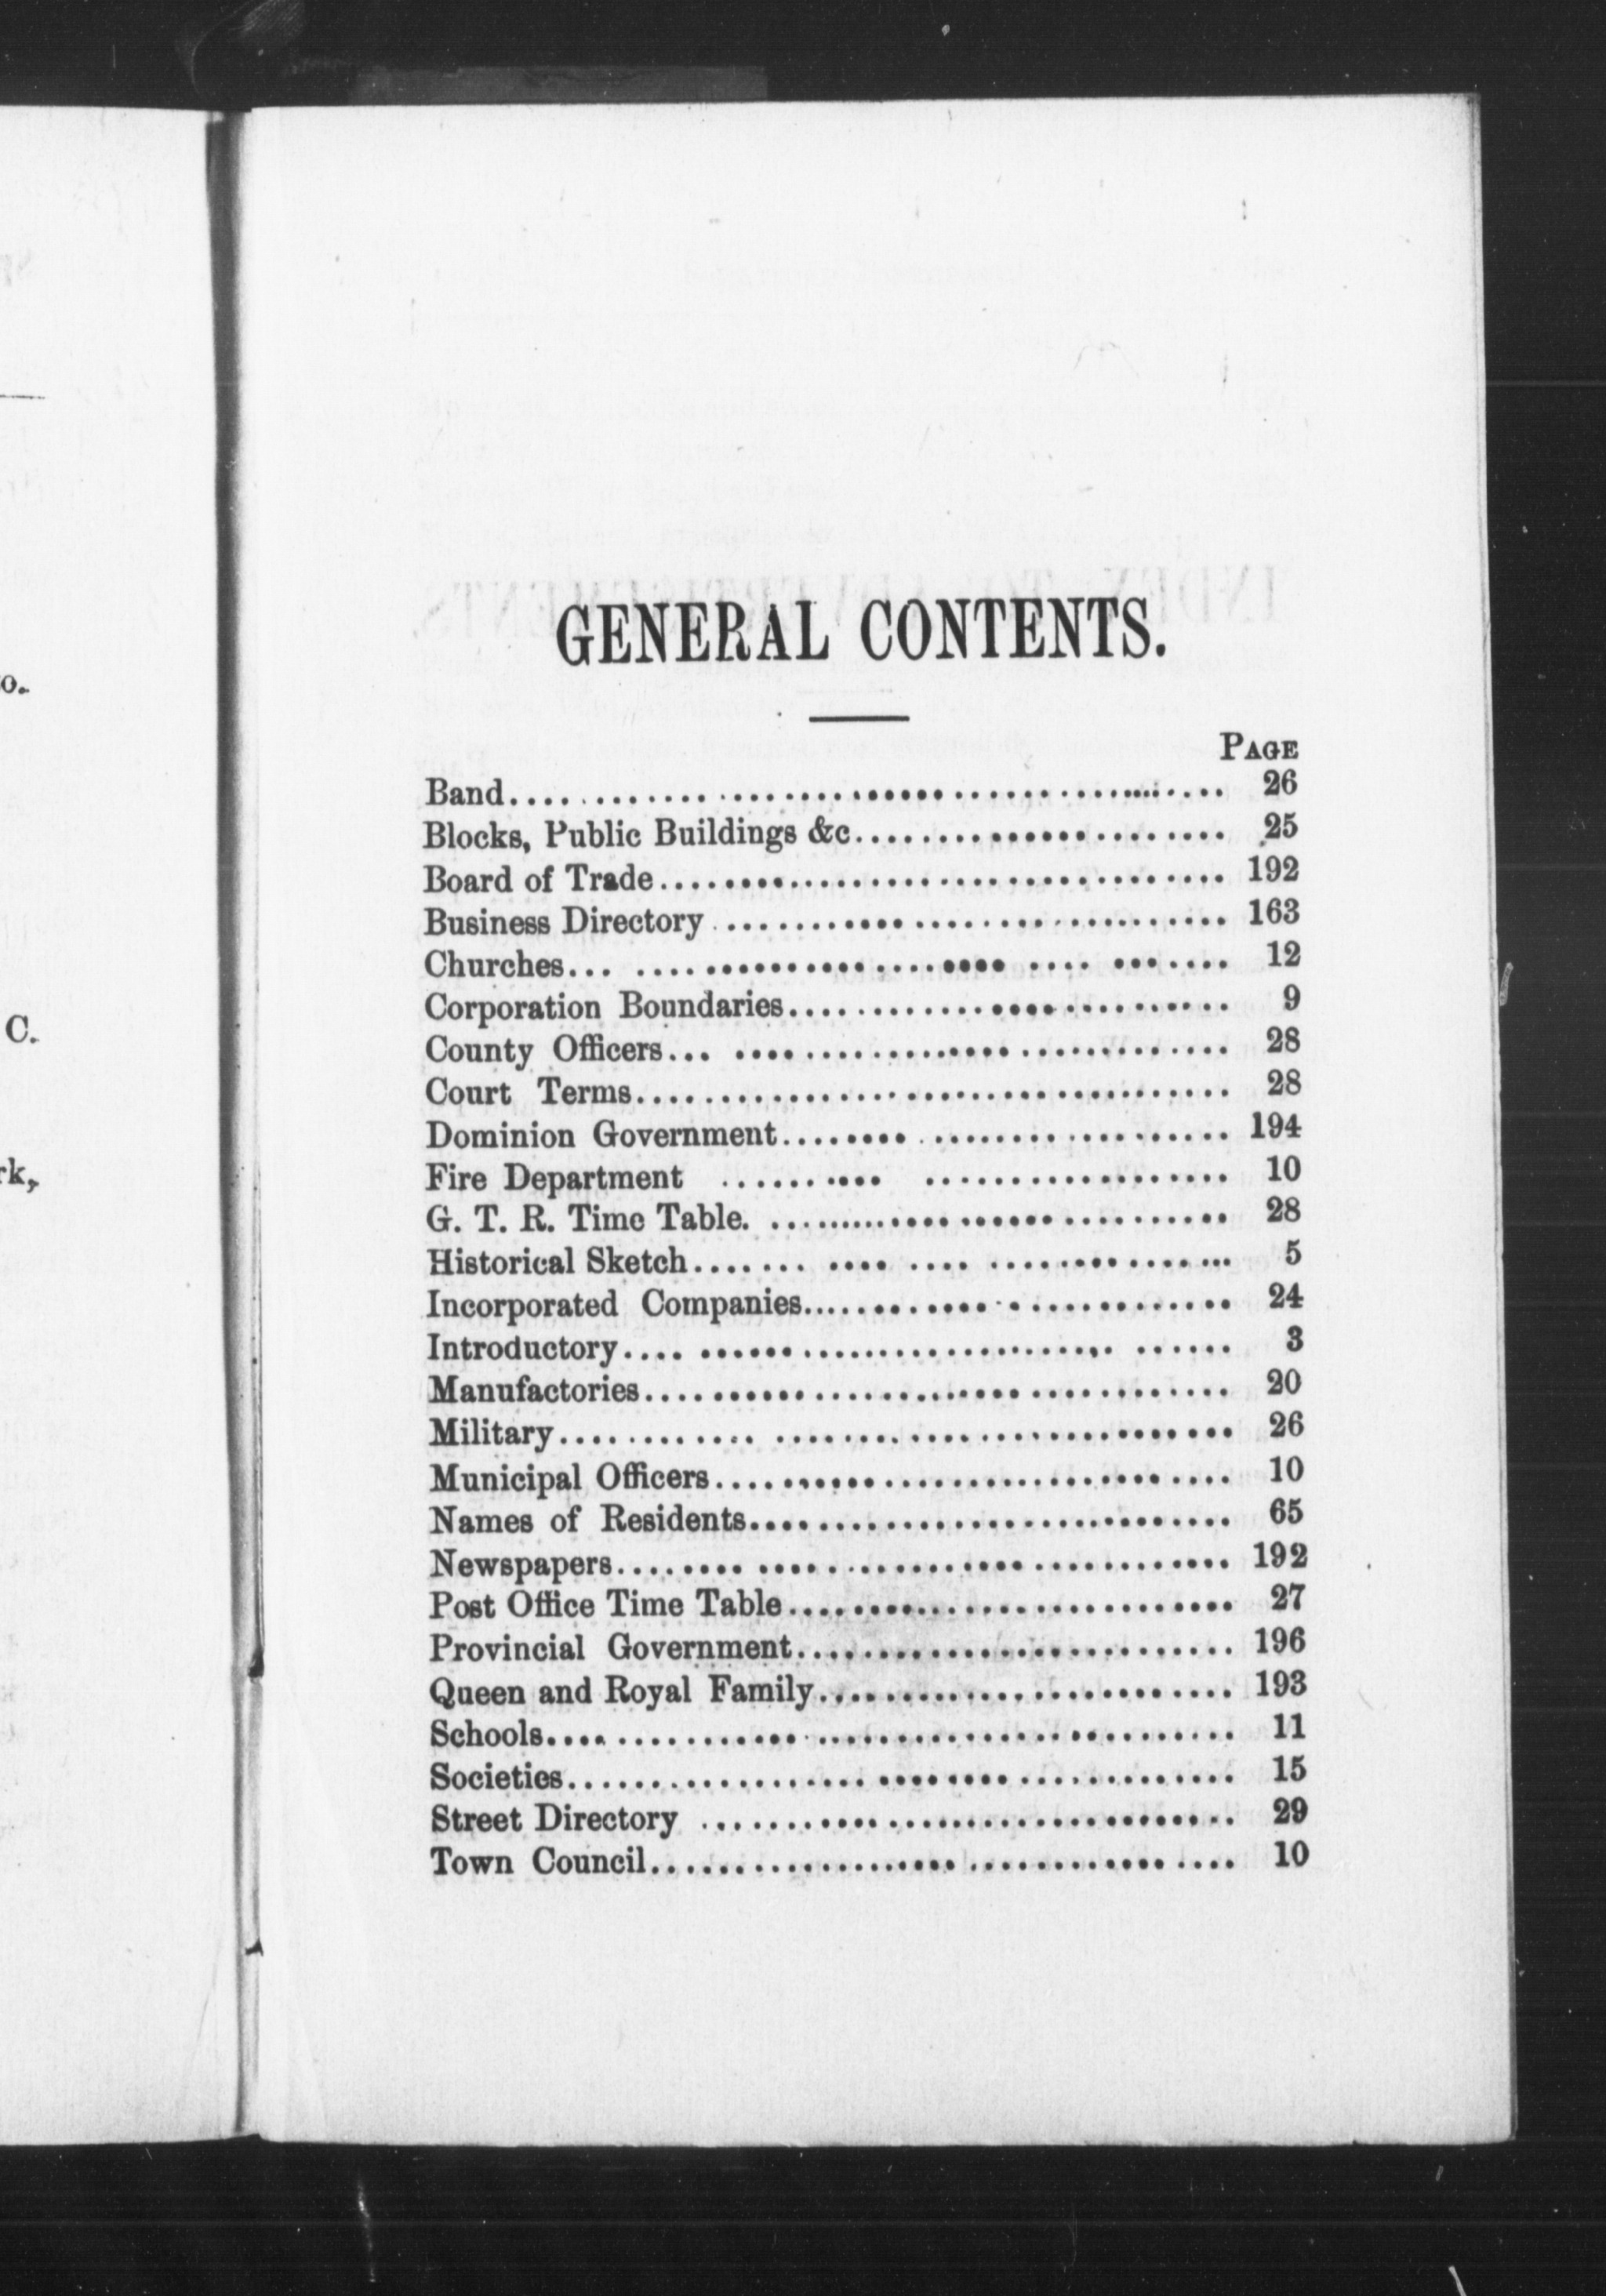 GENERAL CONTENTS.
PAGE
Band........................................ 26
Blocks, Public Buildings &c........................ 25
Board of Trade.................................... 192
Business Directory ................................ 163
Churches... .................... .... ....... 12
Corporation Boundaries........................... 9
County Officers... .... .......................... 28
Court Terms..................................... 28
Dominion Government........ .................... 194
Fire Department .......... .................. 10
G. T. R. Time Table. ............................ 28
Historical Sketch....... .... .... ............... 5
Incorporated Companies.......................... 24
Introductory.... ........................ ...... 3
Manufactories.................................... 20
Military............ ............................ 26
Municipal Officers................................ 10
Names of Residents............................... 65
Newspapers........ .... ......................... 192
Post Office Time Table............................ 27
Provincial Government........................... 196
Queen and Royal Family......................... 193
Schools.... ..................................... 11
Societies........................................ 15
Street Directory ................................. 29
Town Council................................... 10
o.
C.
rk,